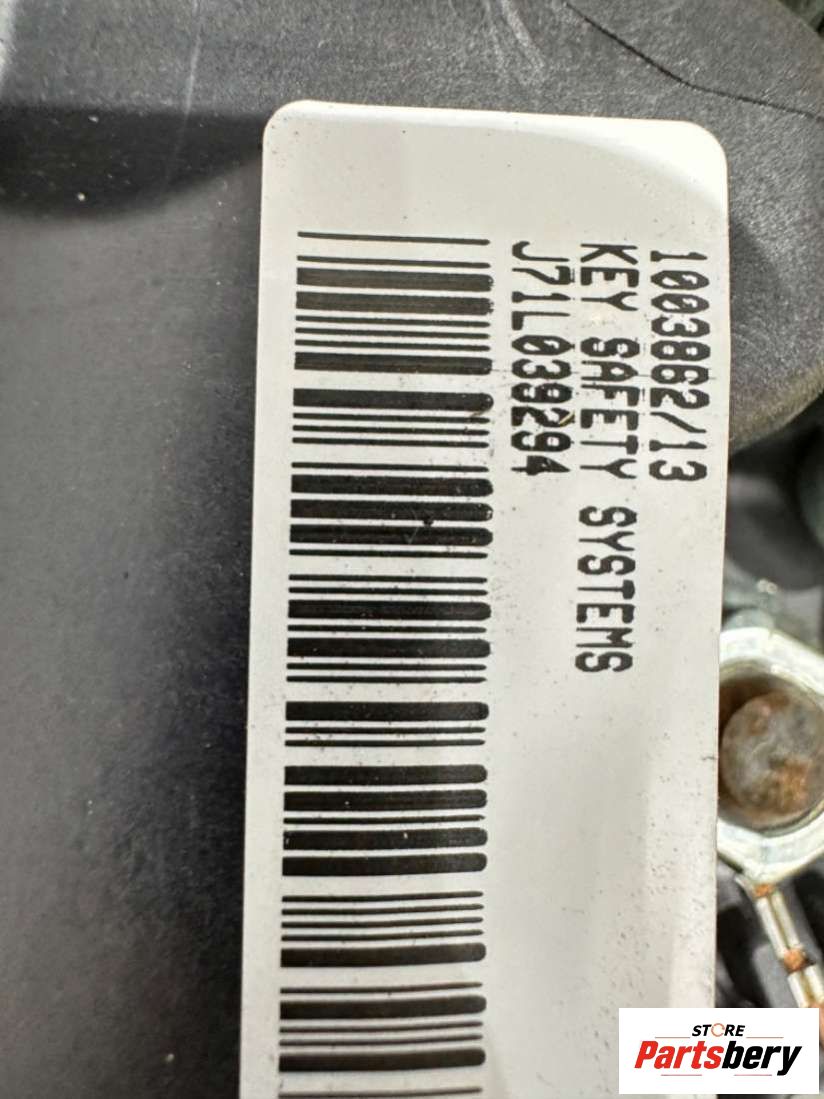 1003862/13
KEY SAFETY SYSTEMS
J71L039294
STORE
Partsbery